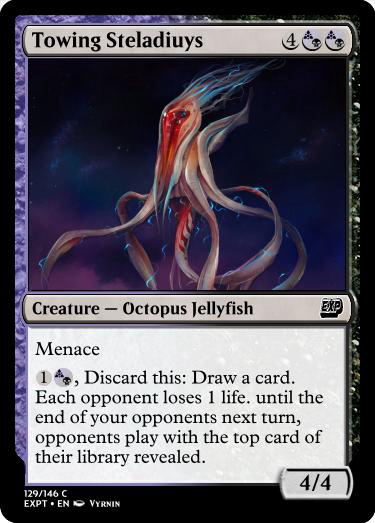 Towing Steladiuys 4
Creature — Octopus Jellyfish EXP
Menace
1, Discard this: Draw a card.
Each opponent loses 1 life. until the
end of your opponents next turn,
opponents play with the top card of
their library revealed.
4/4
129/146 C
EXPT • EN Vyrnin